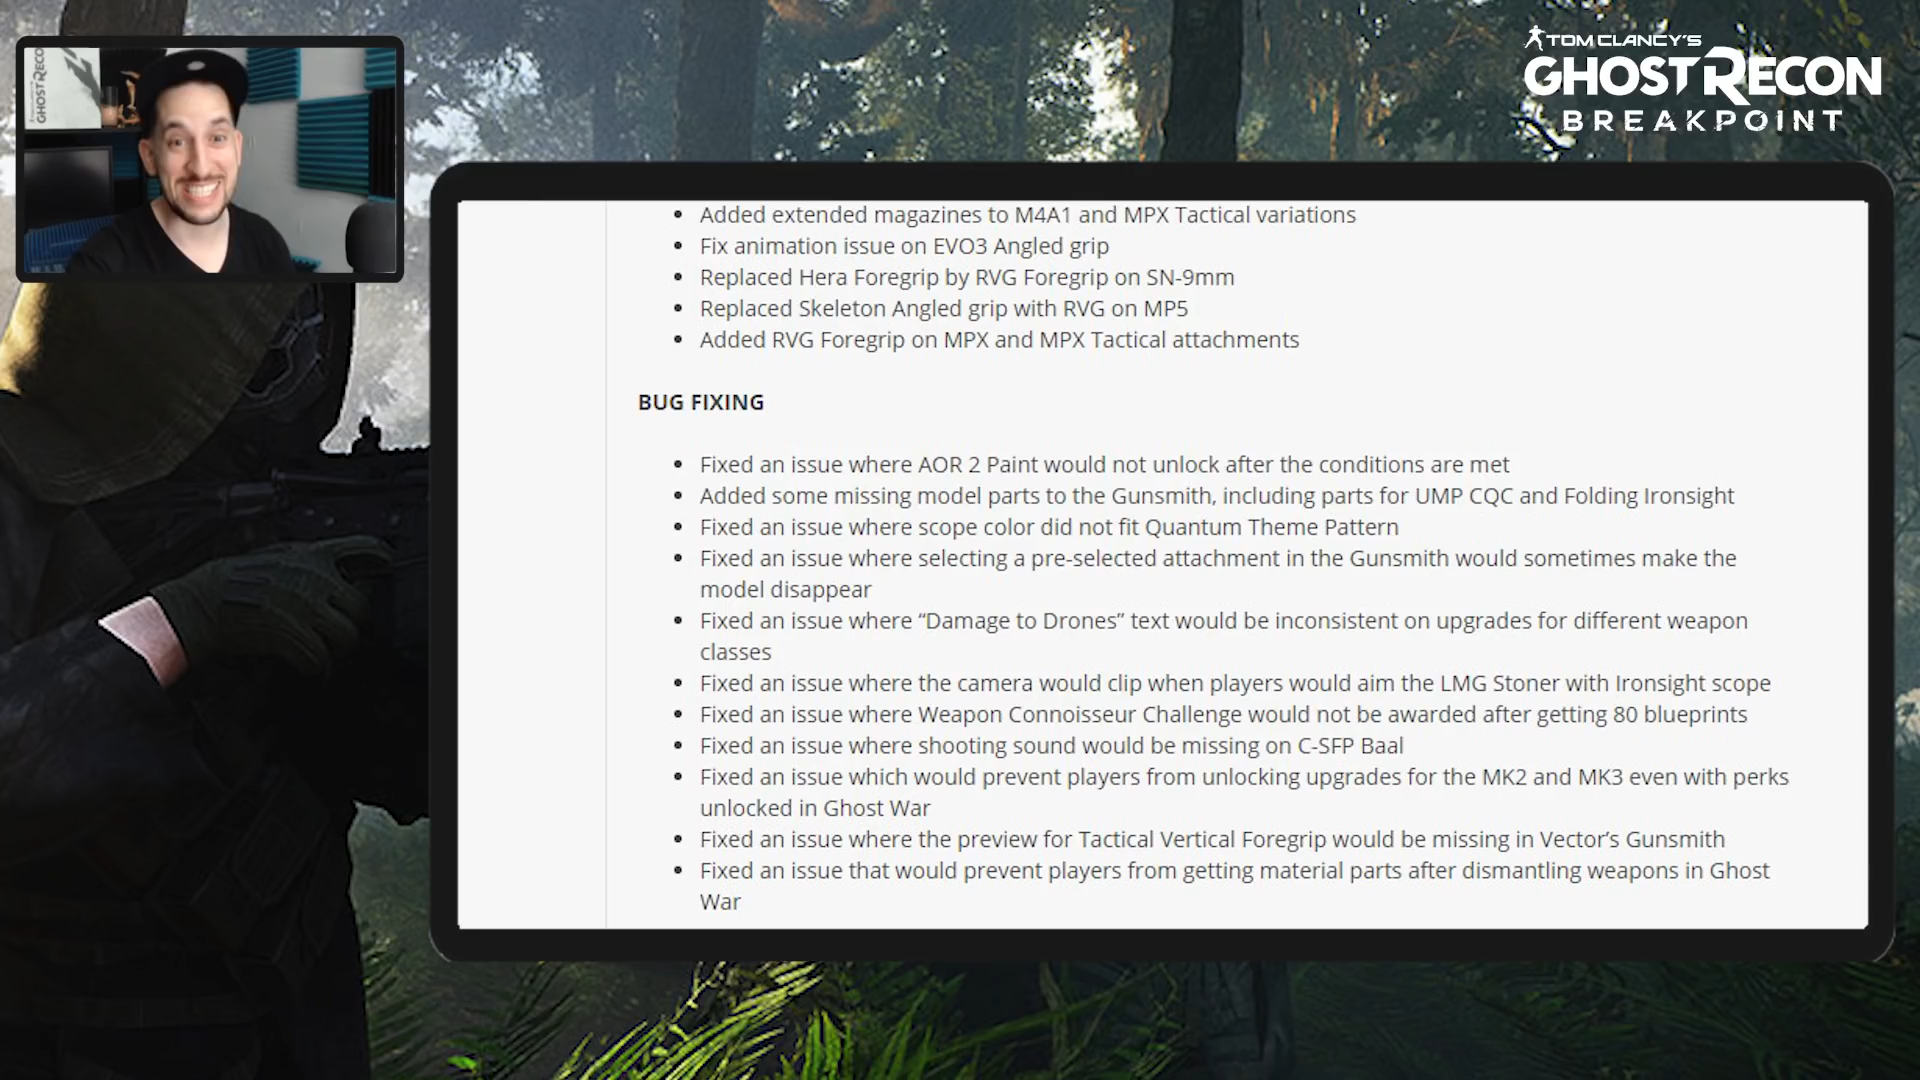 GHOST RECON
TOM CLANCY'S
GHOST RECON
BREAKPOINT
• Added extended magazines to M4A1 and MPX Tactical variations
• Fix animation issue on EVO3 Angled grip
• Replaced Hera Foregrip by RVG Foregrip on SN-9mm
• Replaced Skeleton Angled grip with RVG on MP5
• Added RVG Foregrip on MPX and MPX Tactical attachments
BUG FIXING
• Fixed an issue where AOR 2 Paint would not unlock after the conditions are met
• Added some missing model parts to the Gunsmith, including parts for UMP CQC and Folding Ironsight
• Fixed an issue where scope color did not fit Quantum Theme Pattern
• Fixed an issue where selecting a pre-selected attachment in the Gunsmith would sometimes make the
model disappear
• Fixed an issue where “Damage to Drones” text would be inconsistent on upgrades for different weapon
classes
• Fixed an issue where the camera would clip when players would aim the LMG Stoner with Ironsight scope
• Fixed an issue where Weapon Connoisseur Challenge would not be awarded after getting 80 blueprints
• Fixed an issue where shooting sound would be missing on C-SFP Baal
• Fixed an issue which would prevent players from unlocking upgrades for the MK2 and MK3 even with perks
unlocked in Ghost War
• Fixed an issue where the preview for Tactical Vertical Foregrip would be missing in Vector’s Gunsmith
• Fixed an issue that would prevent players from getting material parts after dismantling weapons in Ghost
War